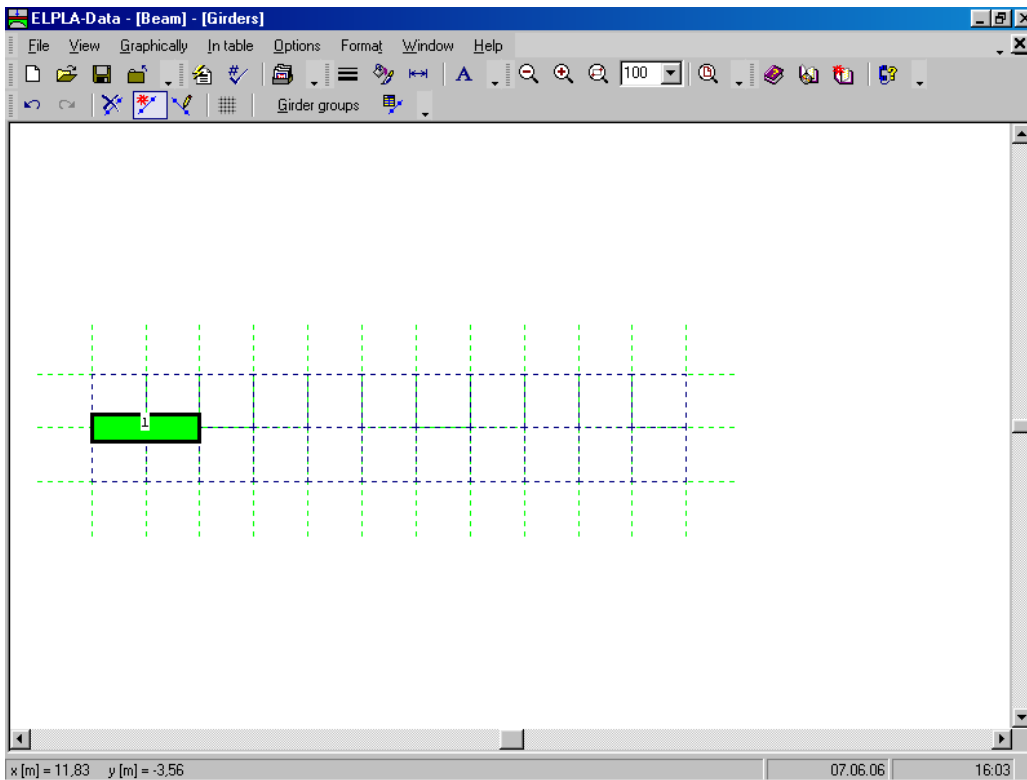 ELPLA-Data - [Beam] - [Girders]
File View Graphically In table Options Format Window Help
A 100
Girder groups
1
x [m] = 11,83 y [m] = -3,56 07.06.06 16:03